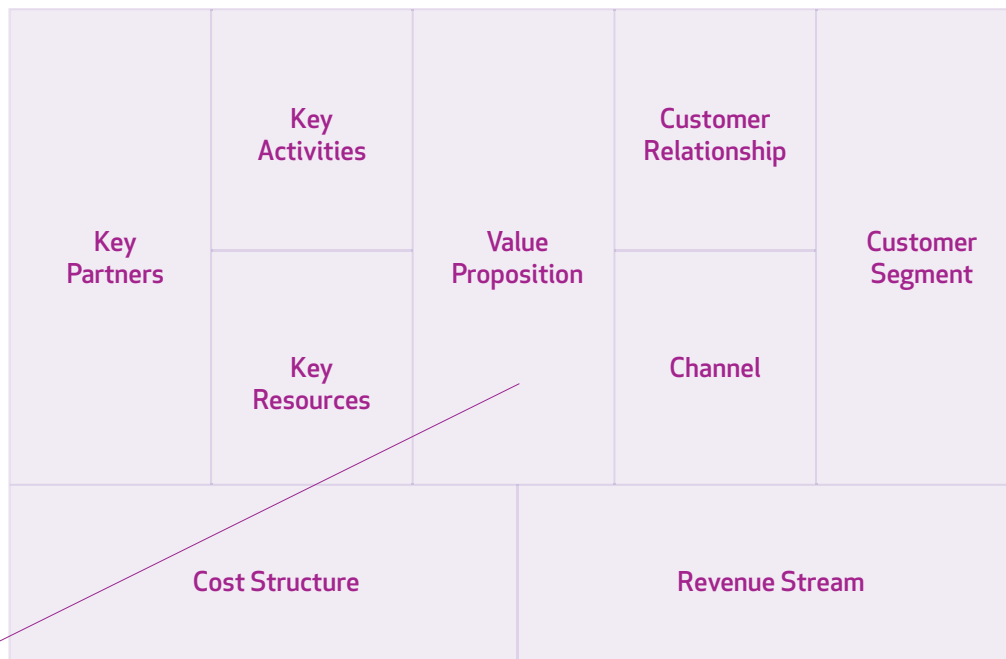 Key
Partners
Key
Activities
Key
Resources
Value
Proposition
Customer
Relationship
Channel
Customer
Segment
Cost Structure
Revenue Stream